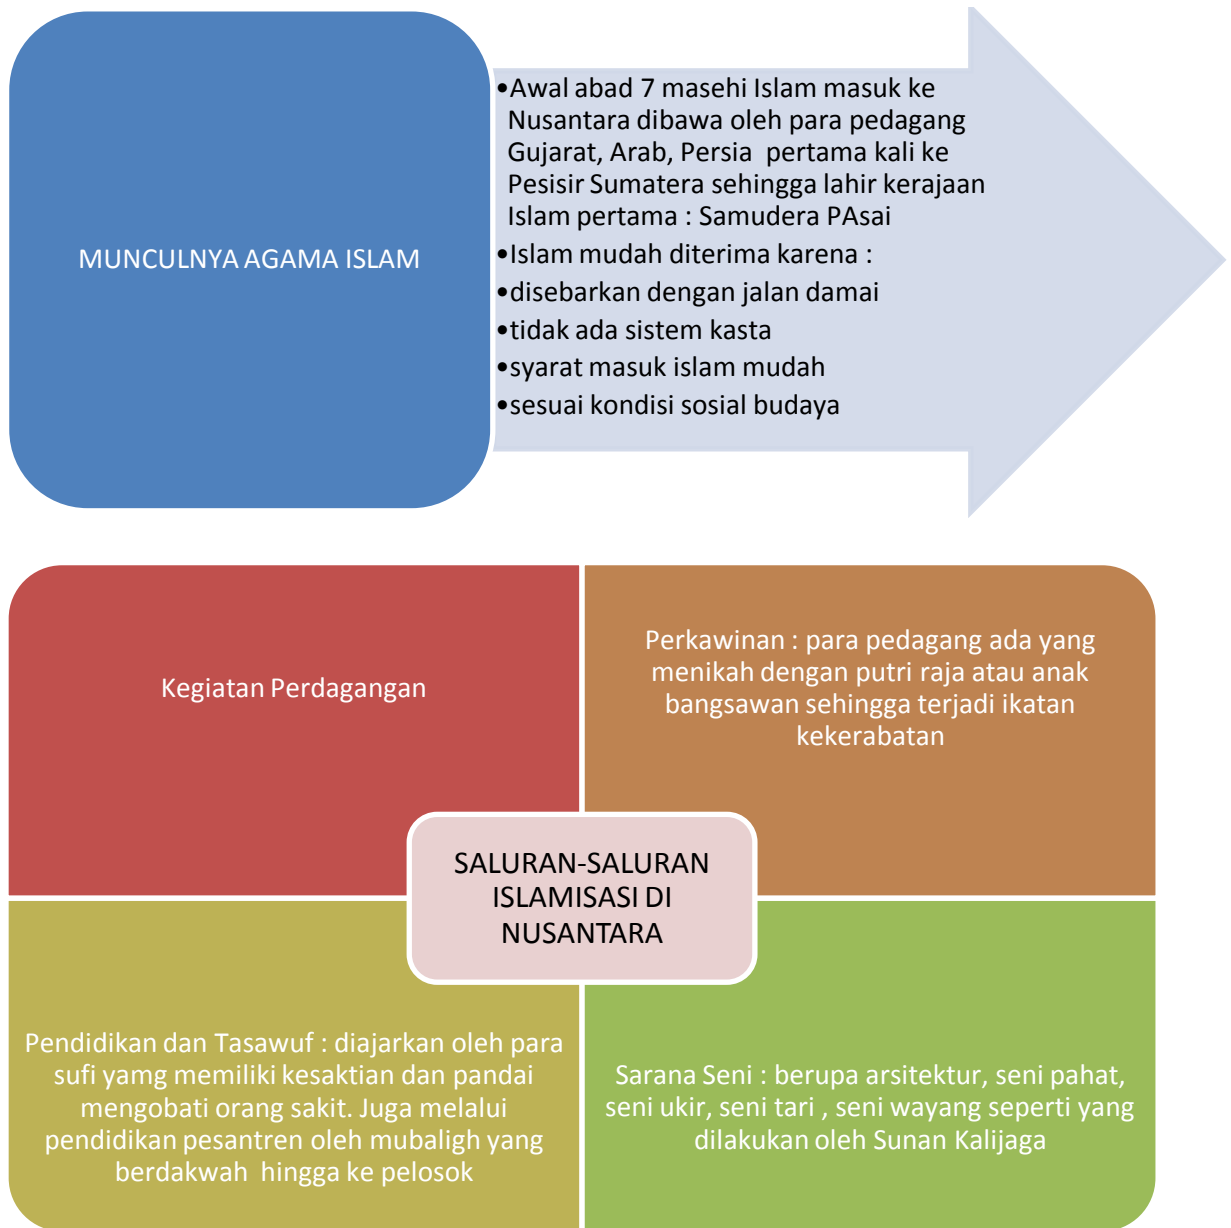 MUNCULNYA AGAMA ISLAM
•Awal abad 7 masehi Islam masuk ke
Nusantara dibawa oleh para pedagang
Gujarat, Arab, Persia  pertama kali ke
Pesisir Sumatera sehingga lahir kerajaan
Islam pertama : Samudera PAsai
•Islam mudah diterima karena :
•disebarkan dengan jalan damai
•tidak ada sistem kasta
•syarat masuk islam mudah
•sesuai kondisi sosial budaya
Kegiatan Perdagangan
Perkawinan : para pedagang ada yang
menikah dengan putri raja atau anak
bangsawan sehingga terjadi ikatan
kekerabatan
SALURAN-SALURAN
ISLAMISASI DI
NUSANTARA
Pendidikan dan Tasawuf : diajarkan oleh para
sufi yamg memiliki kesaktian dan pandai
mengobati orang sakit. Juga melalui
pendidikan pesantren oleh mubaligh yang
berdakwah  hingga ke pelosok
Sarana Seni : berupa arsitektur, seni pahat,
seni ukir, seni tari , seni wayang seperti yang
dilakukan oleh Sunan Kalijaga